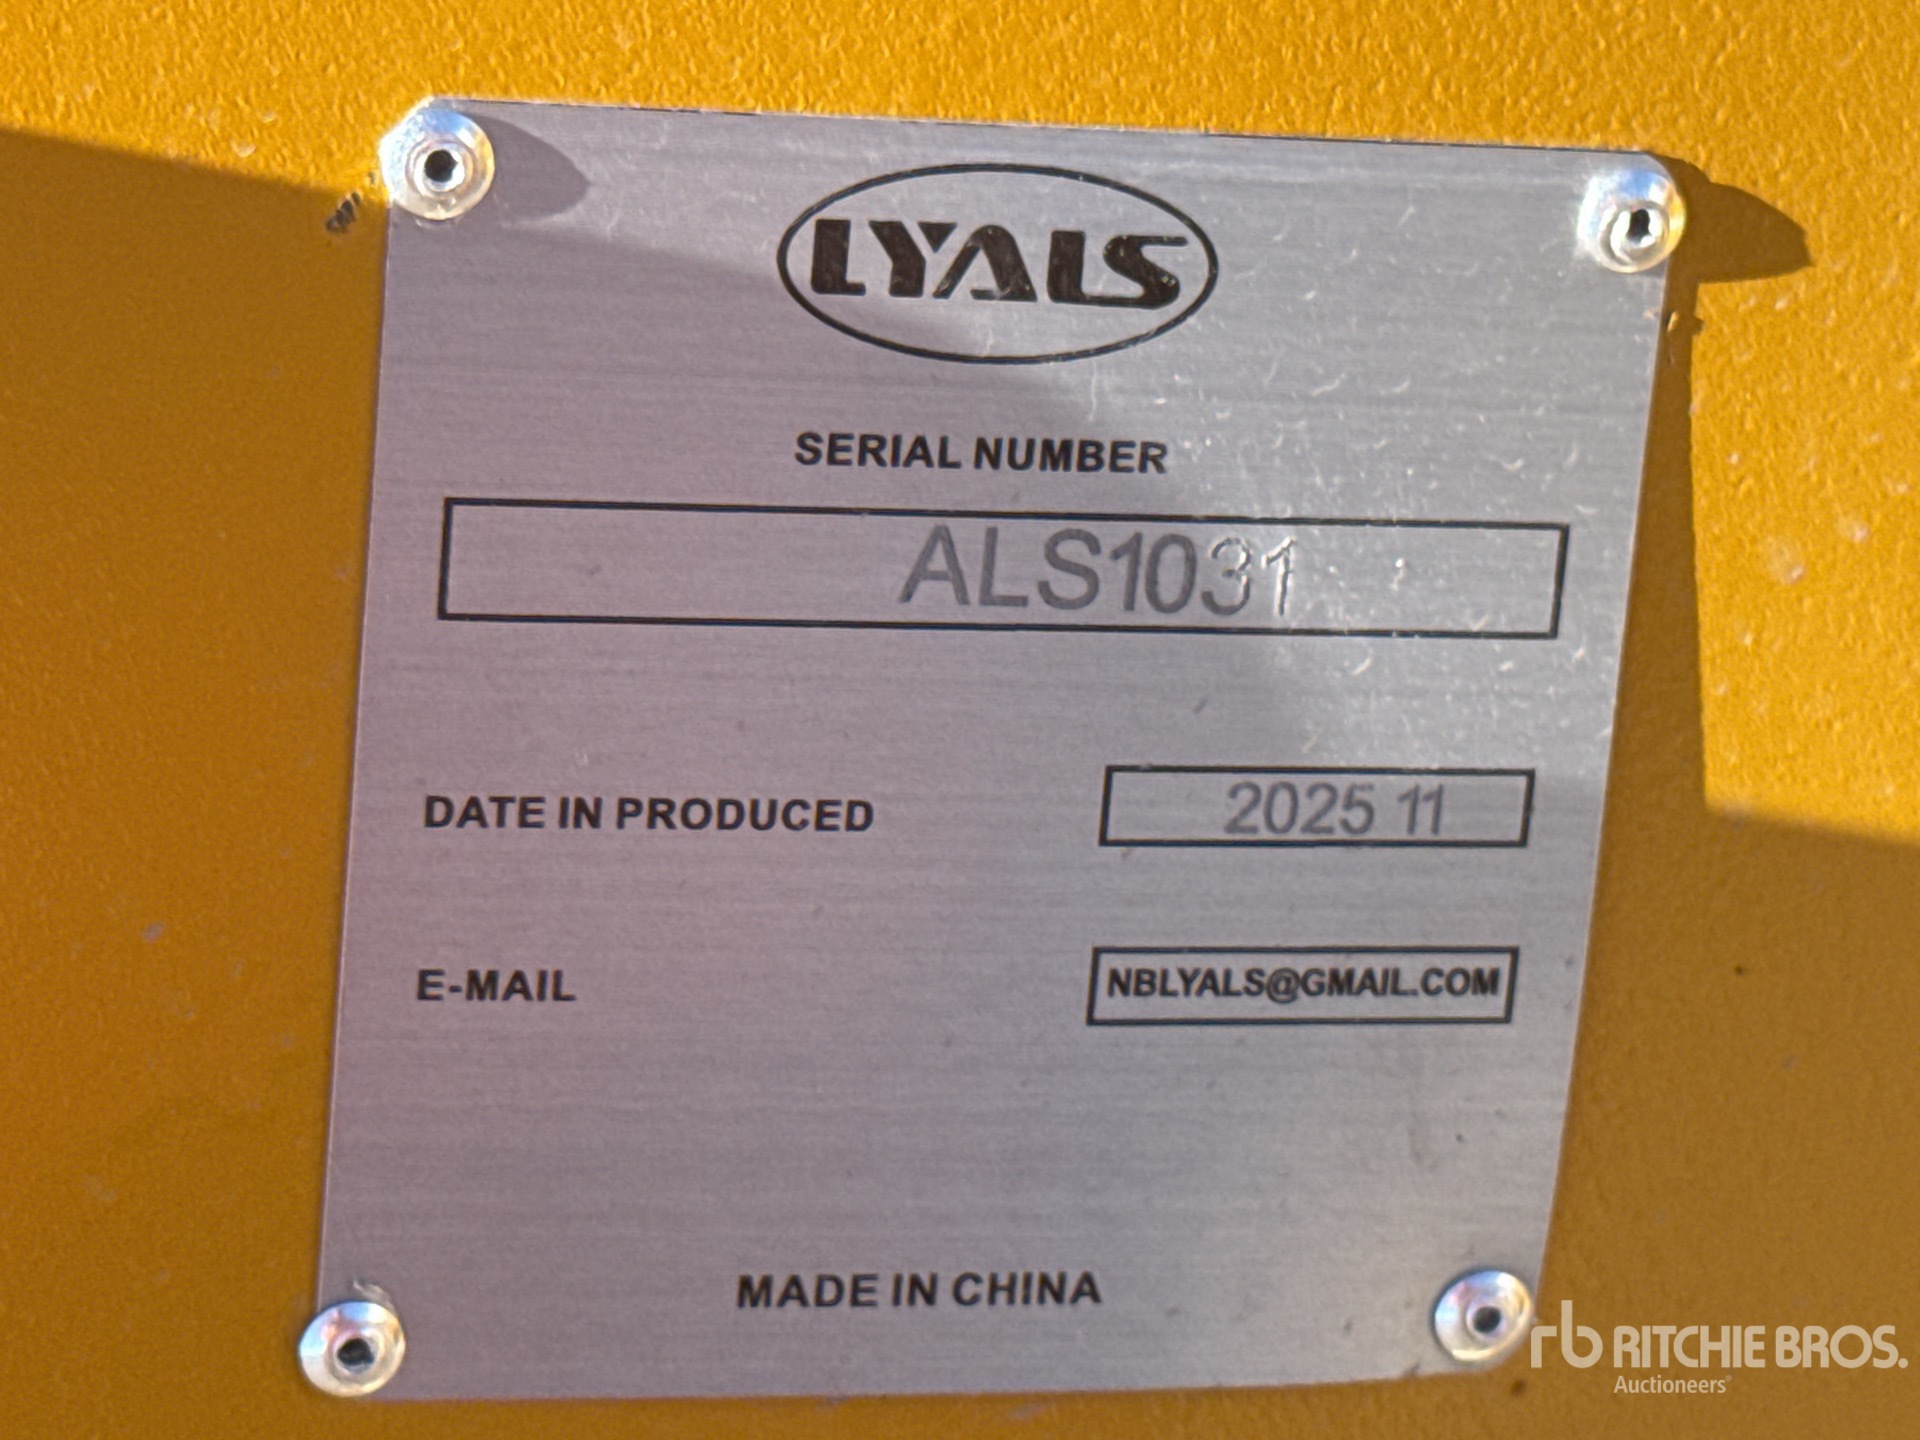 LYALS
SERIAL NUMBER
ALS1031
DATE IN PRODUCED 2025 11
E-MAIL NBLYALS@GMAIL.COM
MADE IN CHINA
rb RITCHIE BROS.
Auctioneers